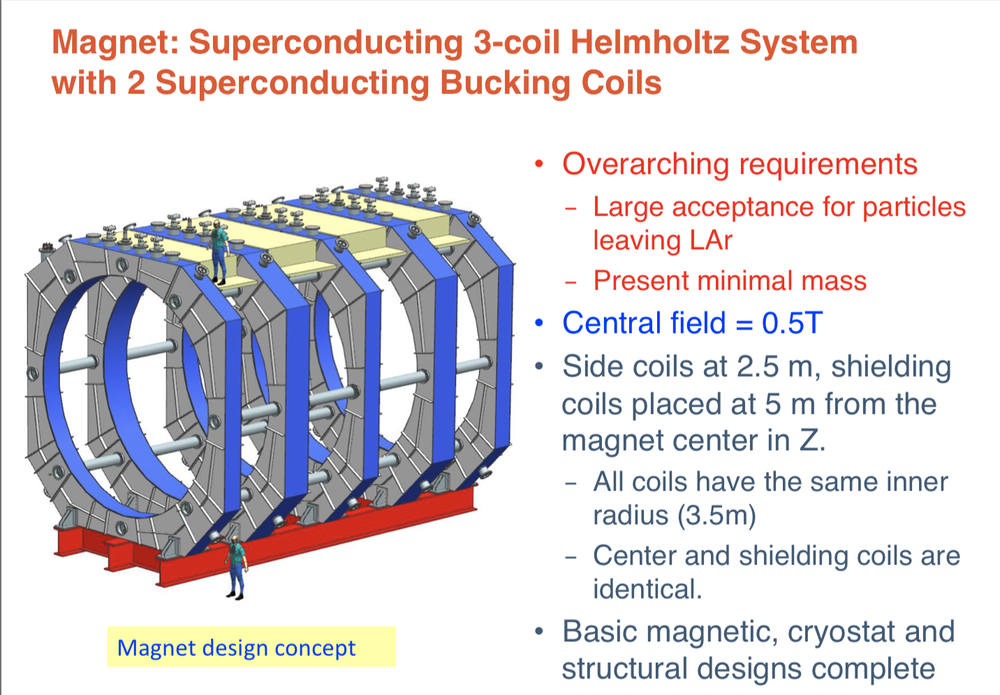 Magnet: Superconducting 3-coil Helmholtz System
with 2 Superconducting Bucking Coils
• Overarching requirements
– Large acceptance for particles
leaving LAr
– Present minimal mass
• Central field = 0.5T
• Side coils at 2.5 m, shielding
coils placed at 5 m from the
magnet center in Z.
– All coils have the same inner
radius (3.5m)
– Center and shielding coils are
identical.
• Basic magnetic, cryostat and
structural designs complete
Magnet design concept